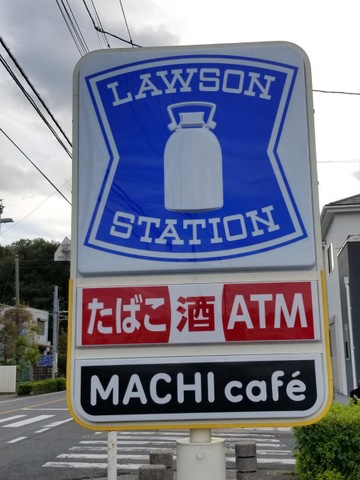 LAWSON
STATION
たばこ 酒 ATM
MACHI café